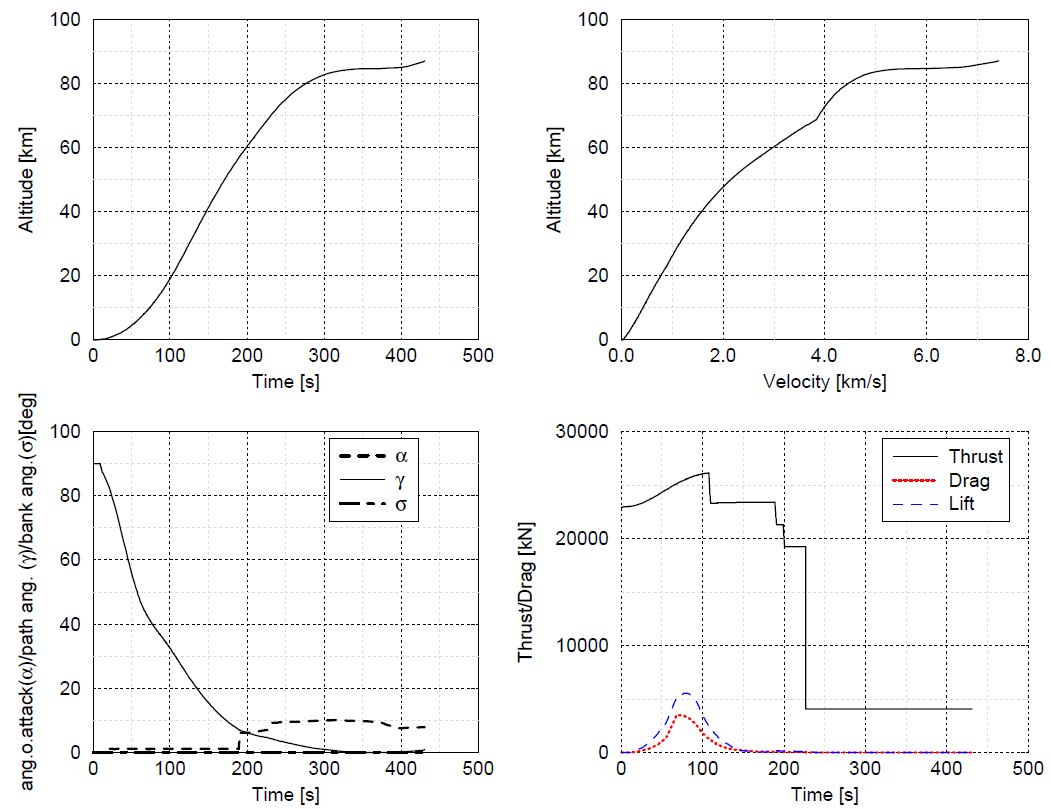 100
80
60
40
20
0
Altitude [km]
0 100 200 300 400 500
Time [s]
100
80
60
40
20
0
Altitude [km]
0.0 2.0 4.0 6.0 8.0
Velocity [km/s]
100
80
60
40
20
0
ang.o.attack(α)/path ang. (γ)/bank ang.(σ)[deg]
α
γ
σ
0 100 200 300 400 500
Time [s]
30000
20000
10000
0
Thrust/Drag [kN]
Thrust
Drag
Lift
0 100 200 300 400 500
Time [s]